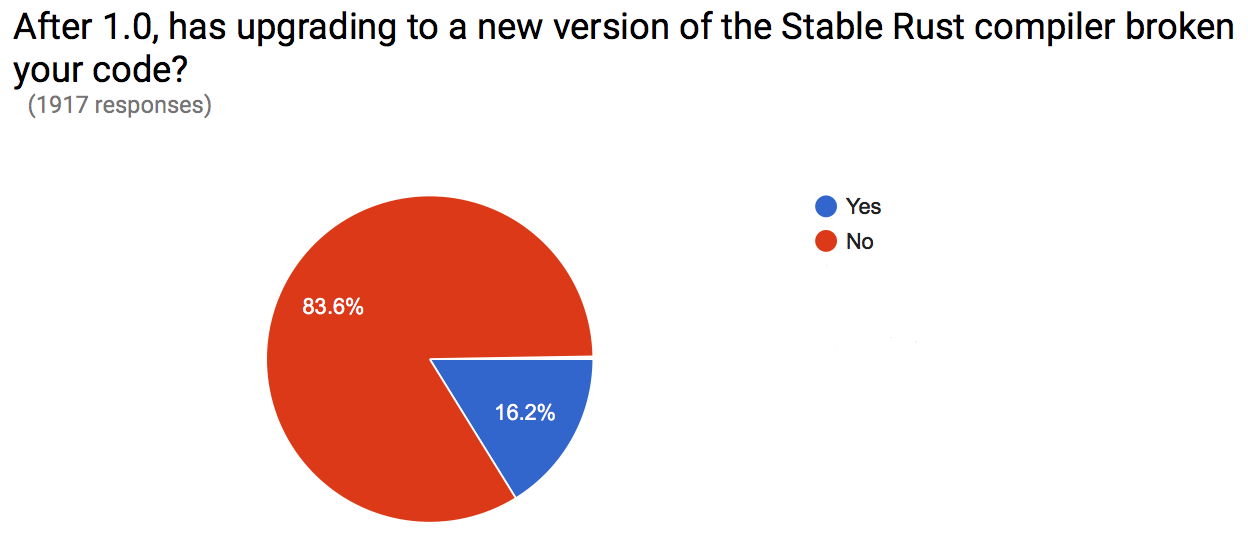 After 1.0, has upgrading to a new version of the Stable Rust compiler broken
your code?
(1917 responses)
Yes
No
83.6%
16.2%